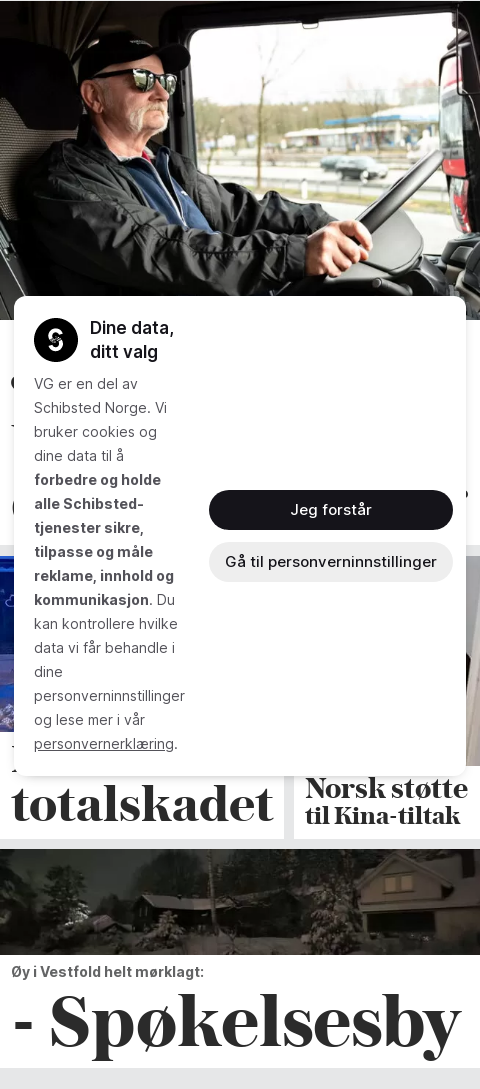 Dine data,
ditt valg
VG er en del av
Schibsted Norge. Vi
bruker cookies og
dine data til å
forbedre og holde
alle Schibsted-
tjenester sikre,
tilpasse og måle
reklame, innhold og
kommunikasjon. Du
kan kontrollere hvilke
data vi får behandle i
dine
personverninnstillinger
og lese mer i vår
personvernerklæring.
Jeg forstår
Gå til personverninnstillinger
totalskadet
Norsk støtte
til Kina-tiltak
Øy i Vestfold helt mørklagt:
- Spøkelsesby